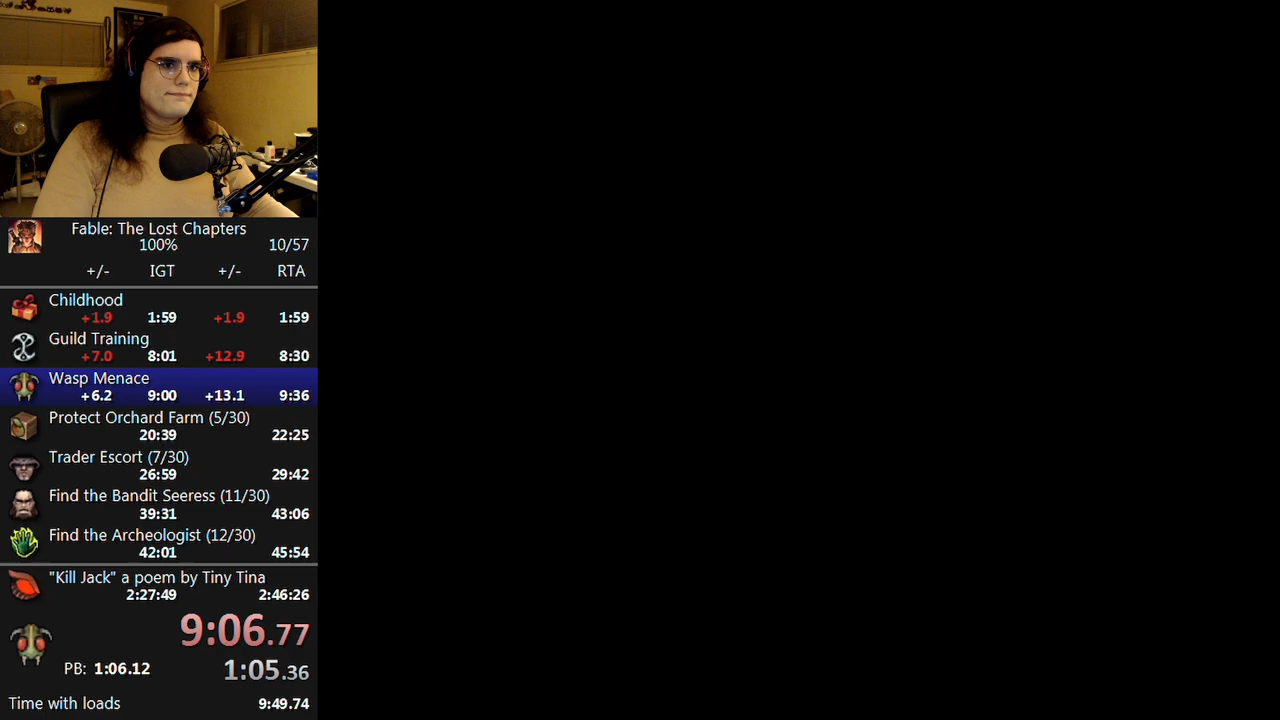 Fable: The Lost Chapters
100% 10/57
+/- IGT +/- RTA
Childhood
+1.9 1:59 +1.9 1:59
Guild Training
+7.0 8:01 +12.9 8:30
Wasp Menace
+6.2 9:00 +13.1 9:36
Protect Orchard Farm (5/30)
20:39 22:25
Trader Escort (7/30)
26:59 29:42
Find the Bandit Seeress (11/30)
39:31 43:06
Find the Archeologist (12/30)
42:01 45:54
"Kill Jack" a poem by Tiny Tina
2:27:49 2:46:26
9:06.77
PB: 1:06.12 1:05.36
Time with loads 9:49.74